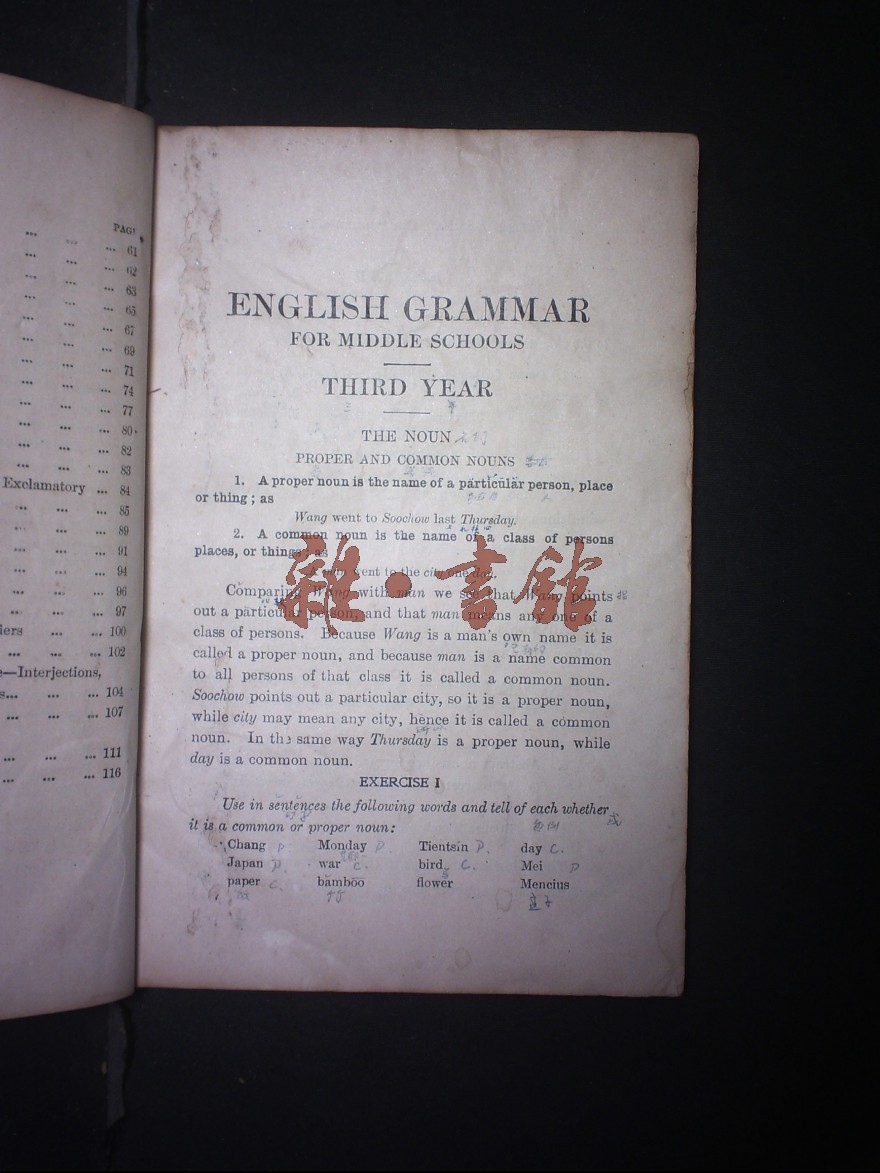 PAGE
... ... ... 61
... ... ... 62
... ... ... 63
... ... ... 65
... ... ... 67
... ... ... 69
... ... ... 71
... ... ... 74
... ... ... 77
... ... ... 80
... ... ... 82
... ... ... 83
Exclamatory ... 84
... ... ... 85
... ... ... 89
... ... ... 91
... ... ... 94
... ... ... 96
... ... ... 97
iers ... ... 100
... ... ... 102
—Interjections,
s... ... ... 104
... ... ... 107
... ... ... 111
... ... ... 116
ENGLISH GRAMMAR
FOR MIDDLE SCHOOLS
THIRD YEAR
THE NOUN
PROPER AND COMMON NOUNS
1. A proper noun is the name of a particular person, place
or thing; as
Wang went to Soochow last Thursday.
2. A common noun is the name of a class of persons
places, or things; as
A man went to the city one day.
Comparing Wang with man we see that Wang points
out a particular person, and that man means any one of a
class of persons. Because Wang is a man's own name it is
called a proper noun, and because man is a name common
to all persons of that class it is called a common noun.
Soochow points out a particular city, so it is a proper noun,
while city may mean any city, hence it is called a common
noun. In the same way Thursday is a proper noun, while
day is a common noun.
EXERCISE I
Use in sentences the following words and tell of each whether
it is a common or proper noun:
Chang P Monday P Tientsin P. day C.
Japan P. war C. bird C. Mei P
paper C. bamboo flower Mencius
孟子
雜·書館